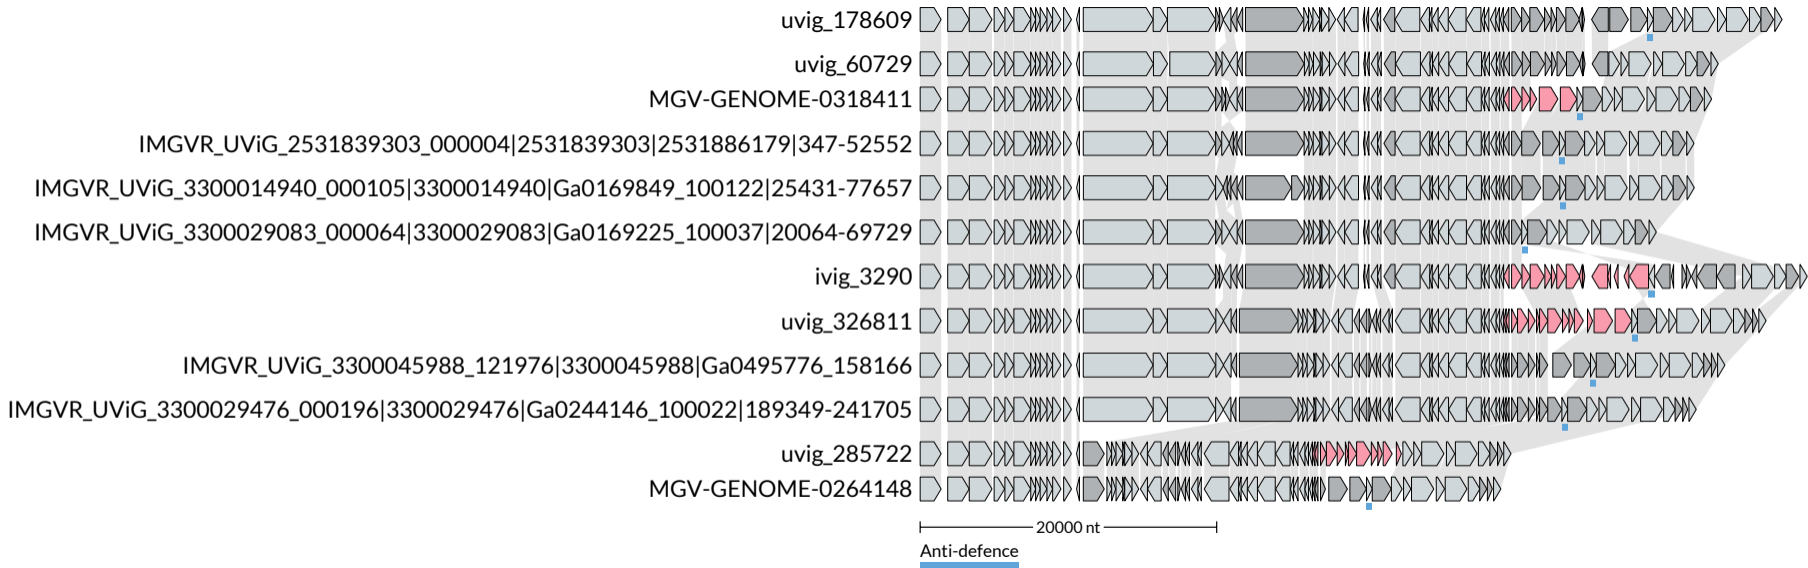 uvig_178609
uvig_60729
MGV-GENOME-0318411
IMGVR_UViG_2531839303_000004|2531839303|2531886179|347-52552
IMGVR_UViG_3300014940_000105|3300014940|Ga0169849_100122|25431-77657
IMGVR_UViG_3300029083_000064|3300029083|Ga0169225_100037|20064-69729
ivig_3290
uvig_326811
IMGVR_UViG_3300045988_121976|3300045988|Ga0495776_158166
IMGVR_UViG_3300029476_000196|3300029476|Ga0244146_100022|189349-241705
uvig_285722
MGV-GENOME-0264148
20000 nt
Anti-defence